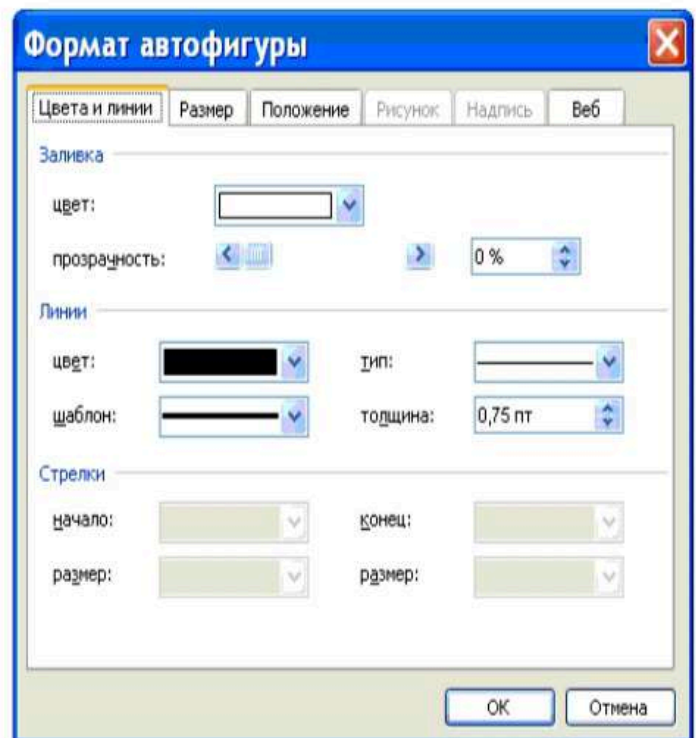 Формат автофигуры
Цвета и линии Размер Положение Рисунок Надпись Веб
Заливка
цвет:
прозрачность: 0 %
Линии
цвет: тип:
шаблон: толщина: 0,75 пт
Стрелки
начало: конец:
размер: размер:
ОК Отмена